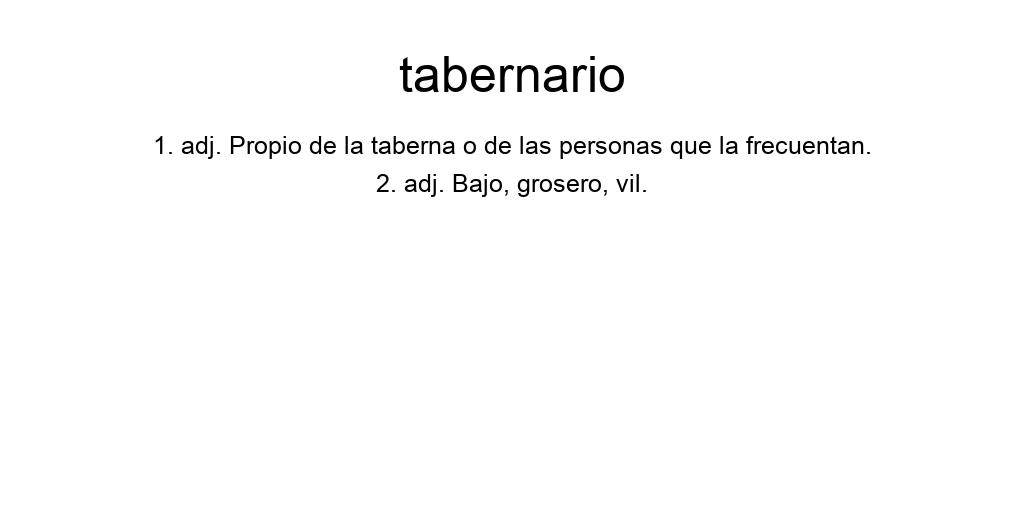 tabernario
1. adj. Propio de la taberna o de las personas que la frecuentan.
2. adj. Bajo, grosero, vil.